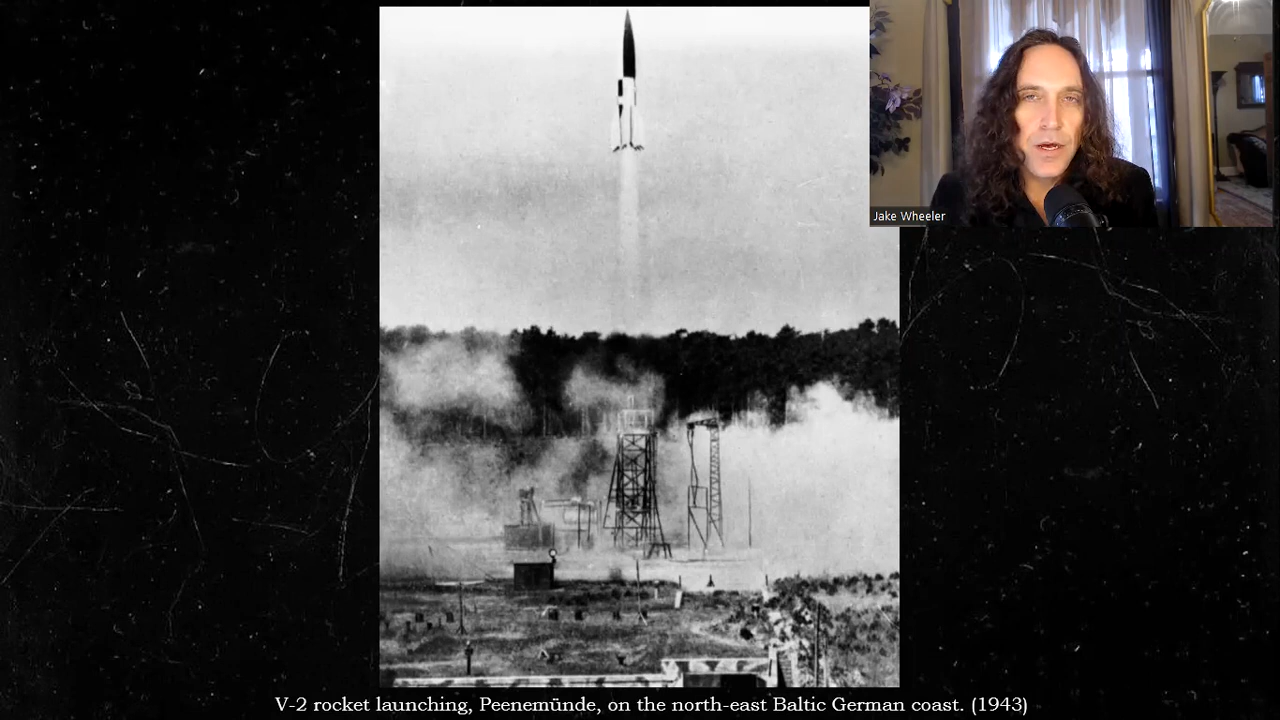 Jake Wheeler
V-2 rocket launching, Peenemünde, on the north-east Baltic German coast. (1943)